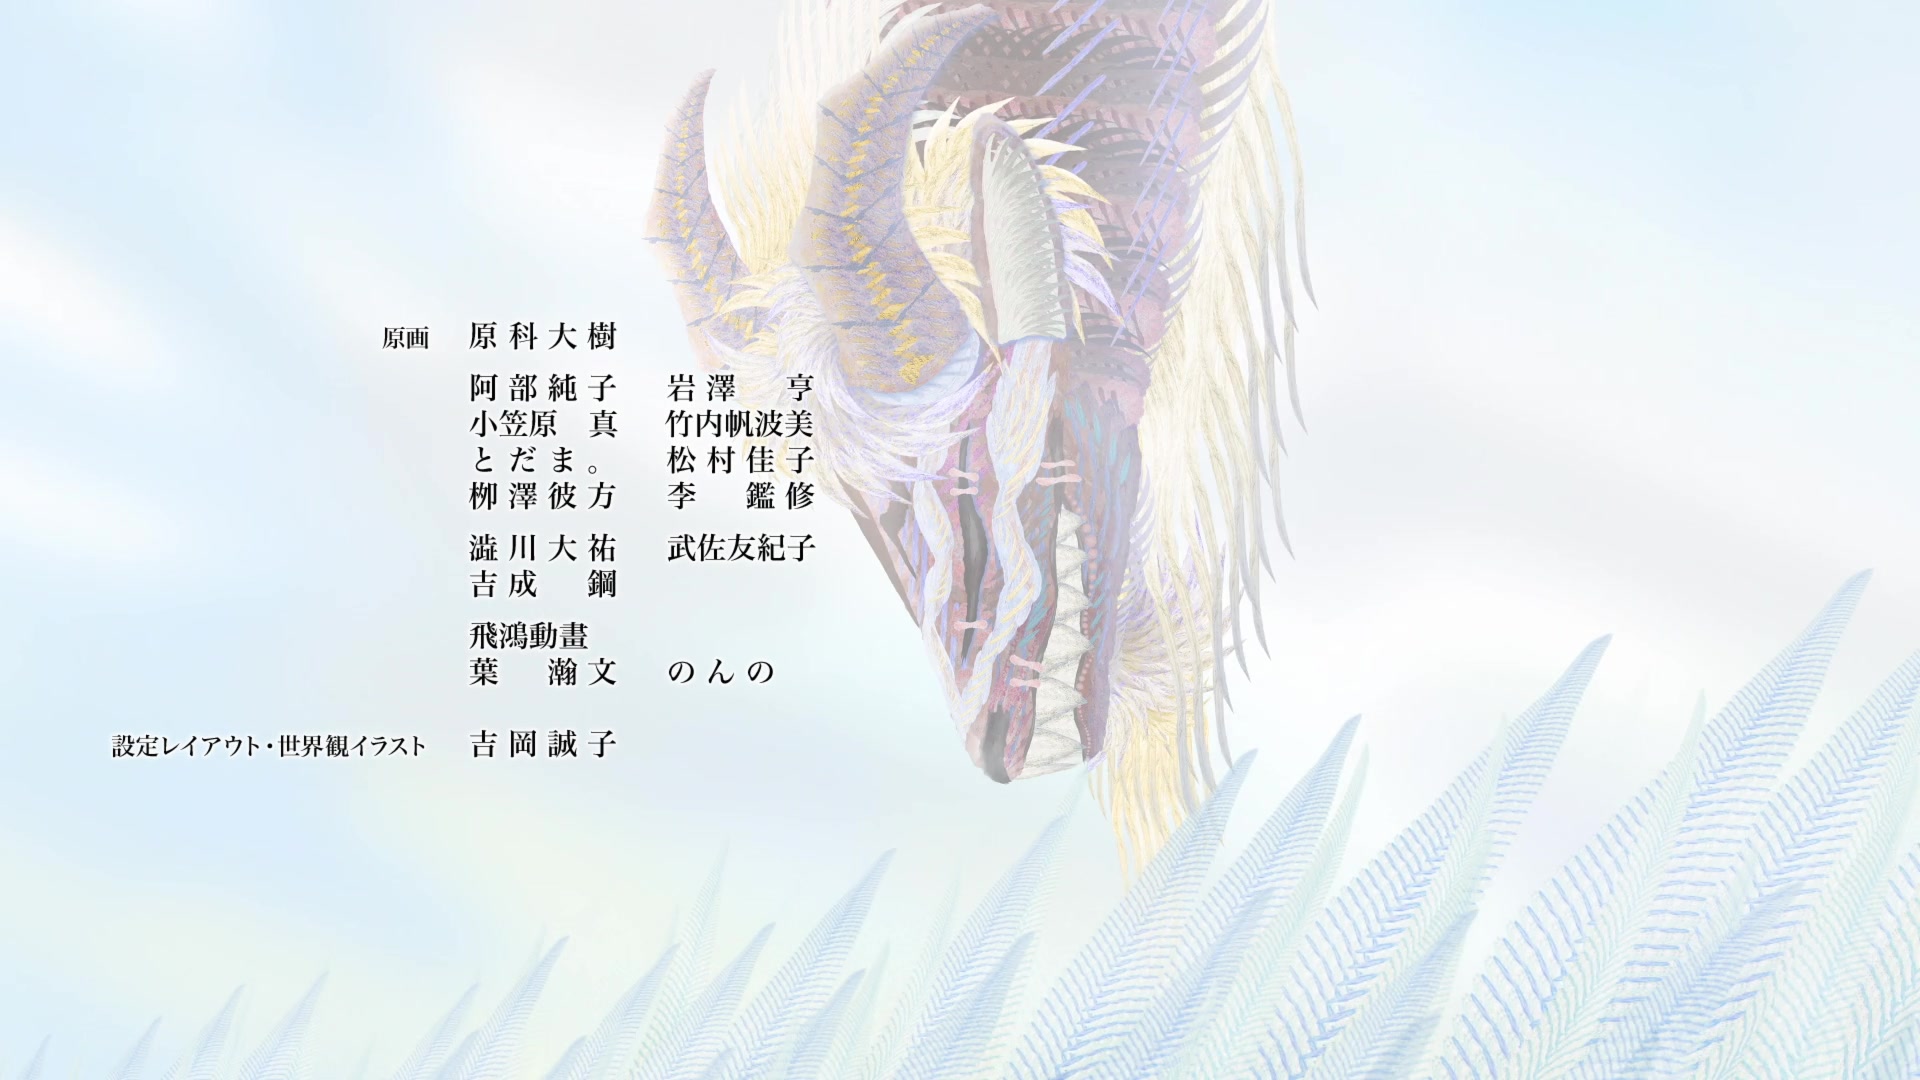 原画 原科大樹
阿部純子 岩澤 亨
小笠原 真 竹内帆波美
とだま。 松村佳子
栁澤彼方 李 鑑修
澁川大祐 武佐友紀子
吉成 鋼
飛鴻動畫
葉 瀚文 のんの
設定レイアウト・世界観イラスト 吉岡誠子